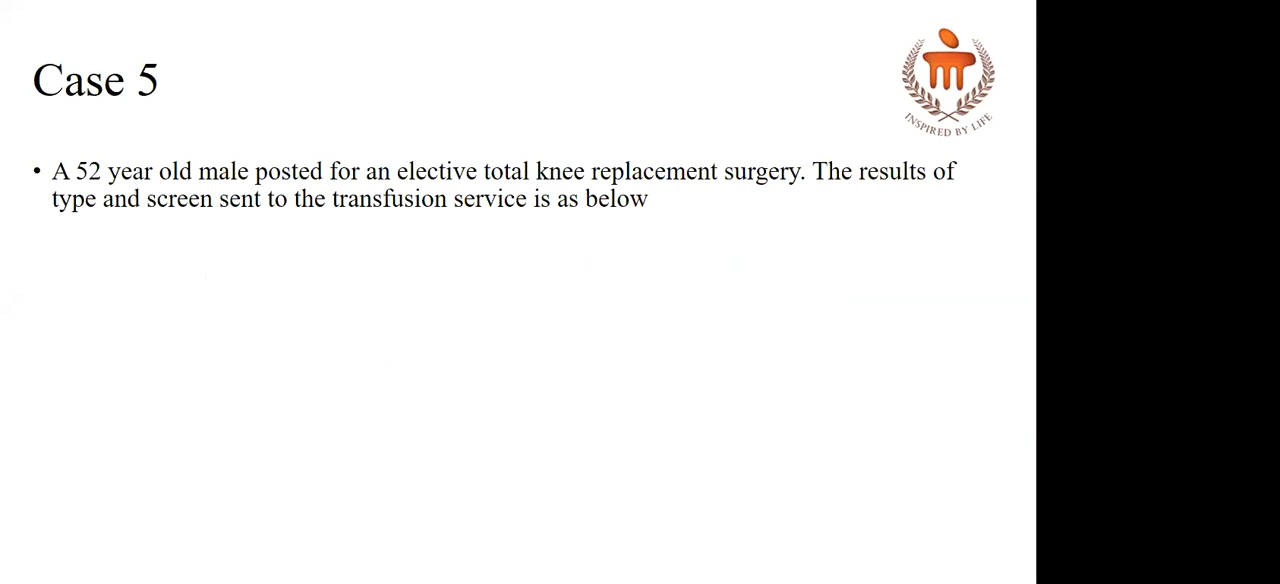 Case 5
INSPIRED BY LIFE
• A 52 year old male posted for an elective total knee replacement surgery. The results of
type and screen sent to the transfusion service is as below